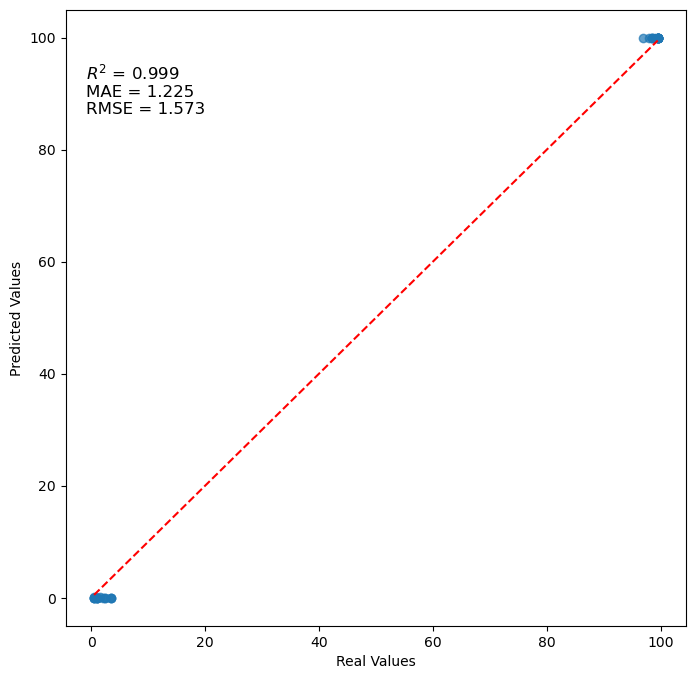 100
80
60
40
20
0
R² = 0.999
MAE = 1.225
RMSE = 1.573
Predicted Values
0 20 40 60 80 100
Real Values